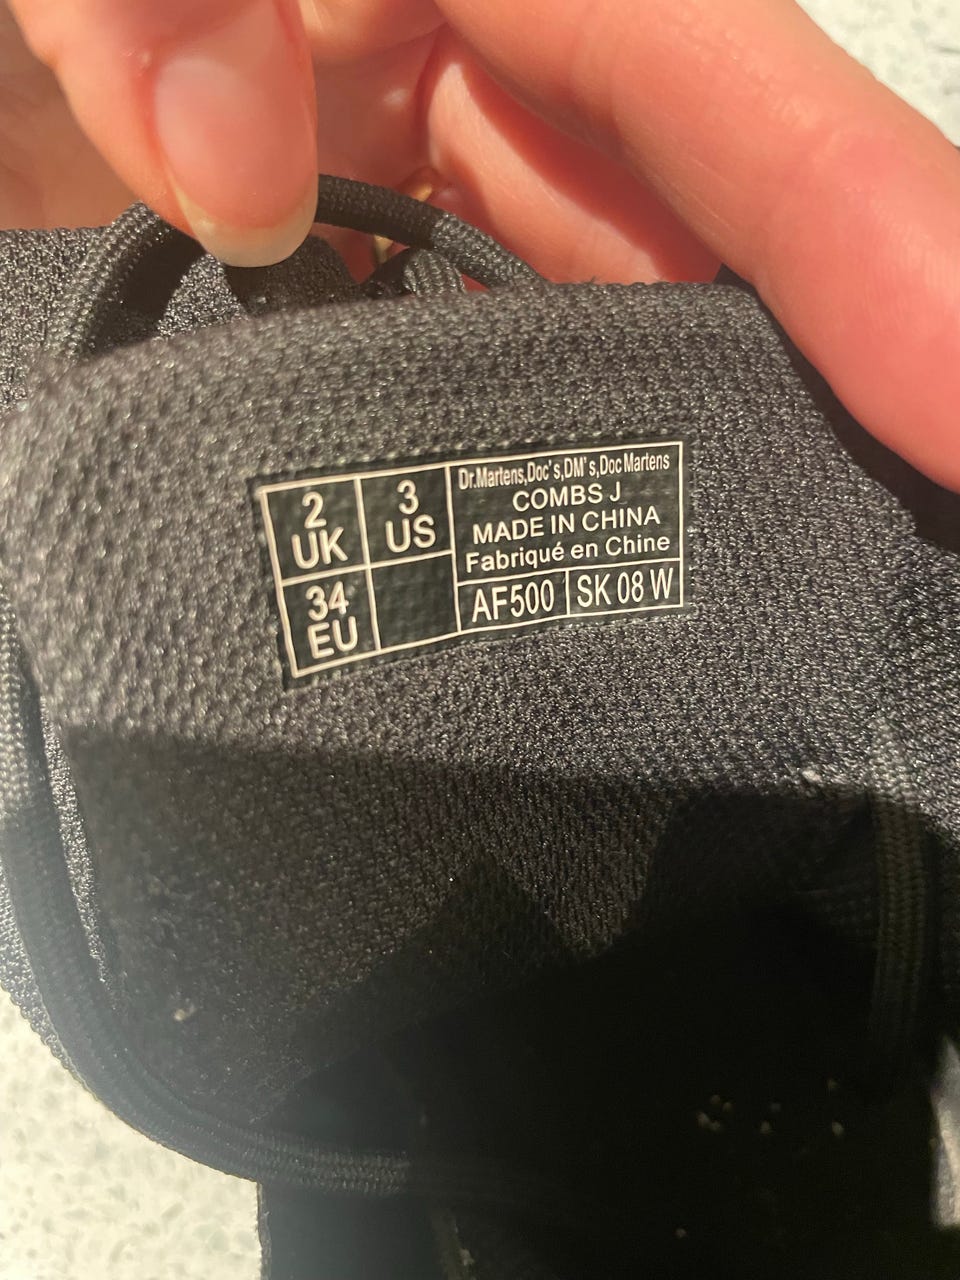 2
UK
3
US
34
EU
Dr.Martens,Doc's,DM's,Doc Martens
COMBS J
MADE IN CHINA
Fabriqué en Chine
AF500
SK 08 W